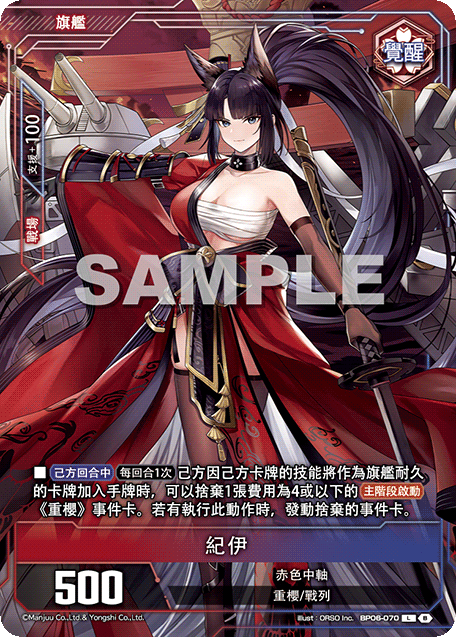 旗艦
覺醒
支援+100
戰場
SAMPLE
■ 己方回合中 每回合1次 己方因己方卡牌的技能將作為旗艦耐久
的卡牌加入手牌時，可以捨棄1張費用為4或以下的 主階段啟動
《重櫻》事件卡。若有執行此動作時，發動捨棄的事件卡。
紀伊
500
赤色中軸
重櫻/戰列
©Manjuu Co.,Ltd.& Yongshi Co.,Ltd.
illust : ORSO Inc. BP06-070 L B